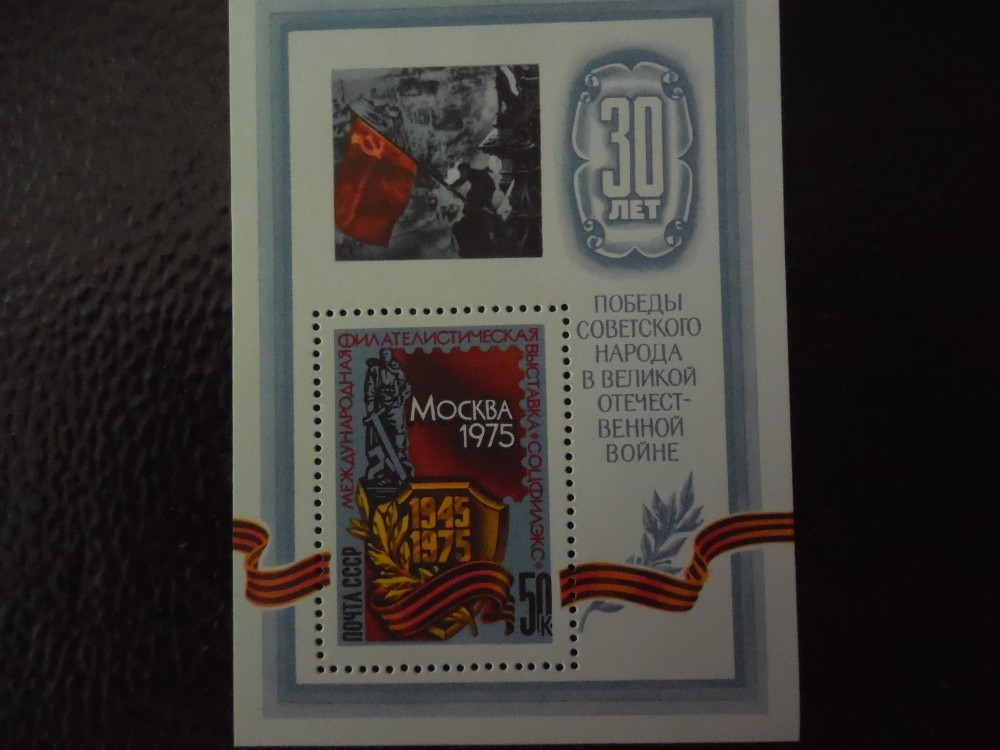 30
ЛЕТ
ПОБЕДЫ
СОВЕТСКОГО
НАРОДА
В ВЕЛИКОЙ
ОТЕЧЕСТ-
ВЕННОЙ
ВОЙНЕ
МЕЖДУНАРОДНАЯ ФИЛАТЕЛИСТИЧЕСКАЯ ВЫСТАВКА «СОЦФИЛЭКС»
МОСКВА
1975
1945
1975
ПОЧТА СССР
50 К